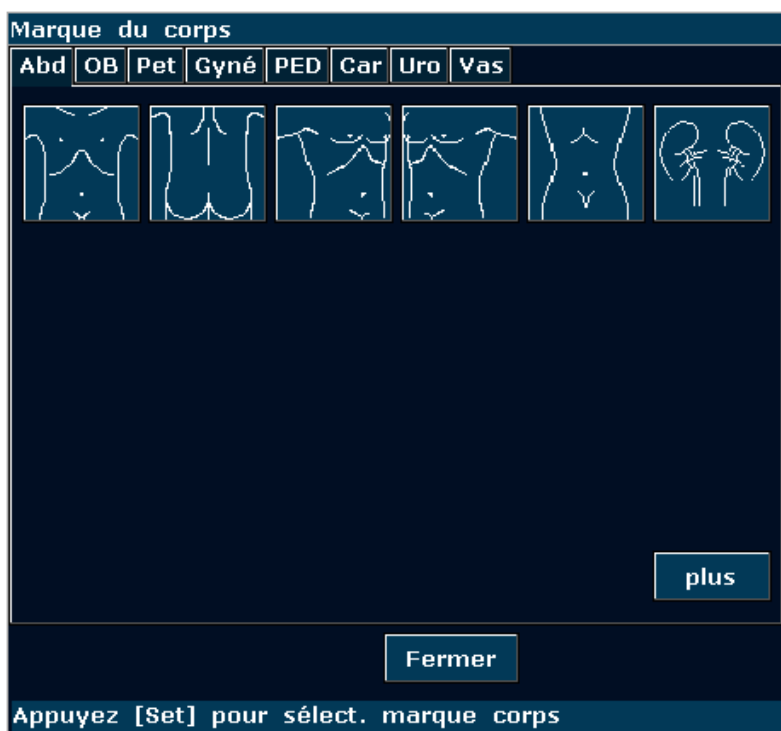 Marque du corps
Abd OB Pet Gyné PED Car Uro Vas
plus
Fermer
Appuyez [Set] pour sélect. marque corps